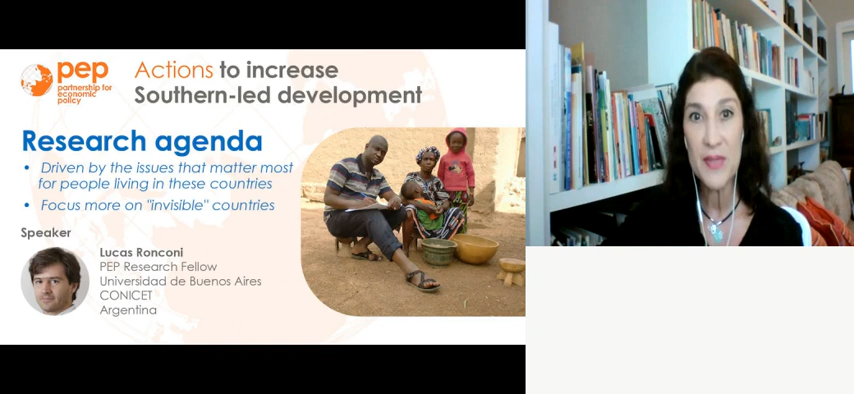 pep
partnership for
economic
policy
Actions to increase
Southern-led development
Research agenda
• Driven by the issues that matter most
for people living in these countries
• Focus more on "invisible" countries
Speaker
Lucas Ronconi
PEP Research Fellow
Universidad de Buenos Aires
CONICET
Argentina